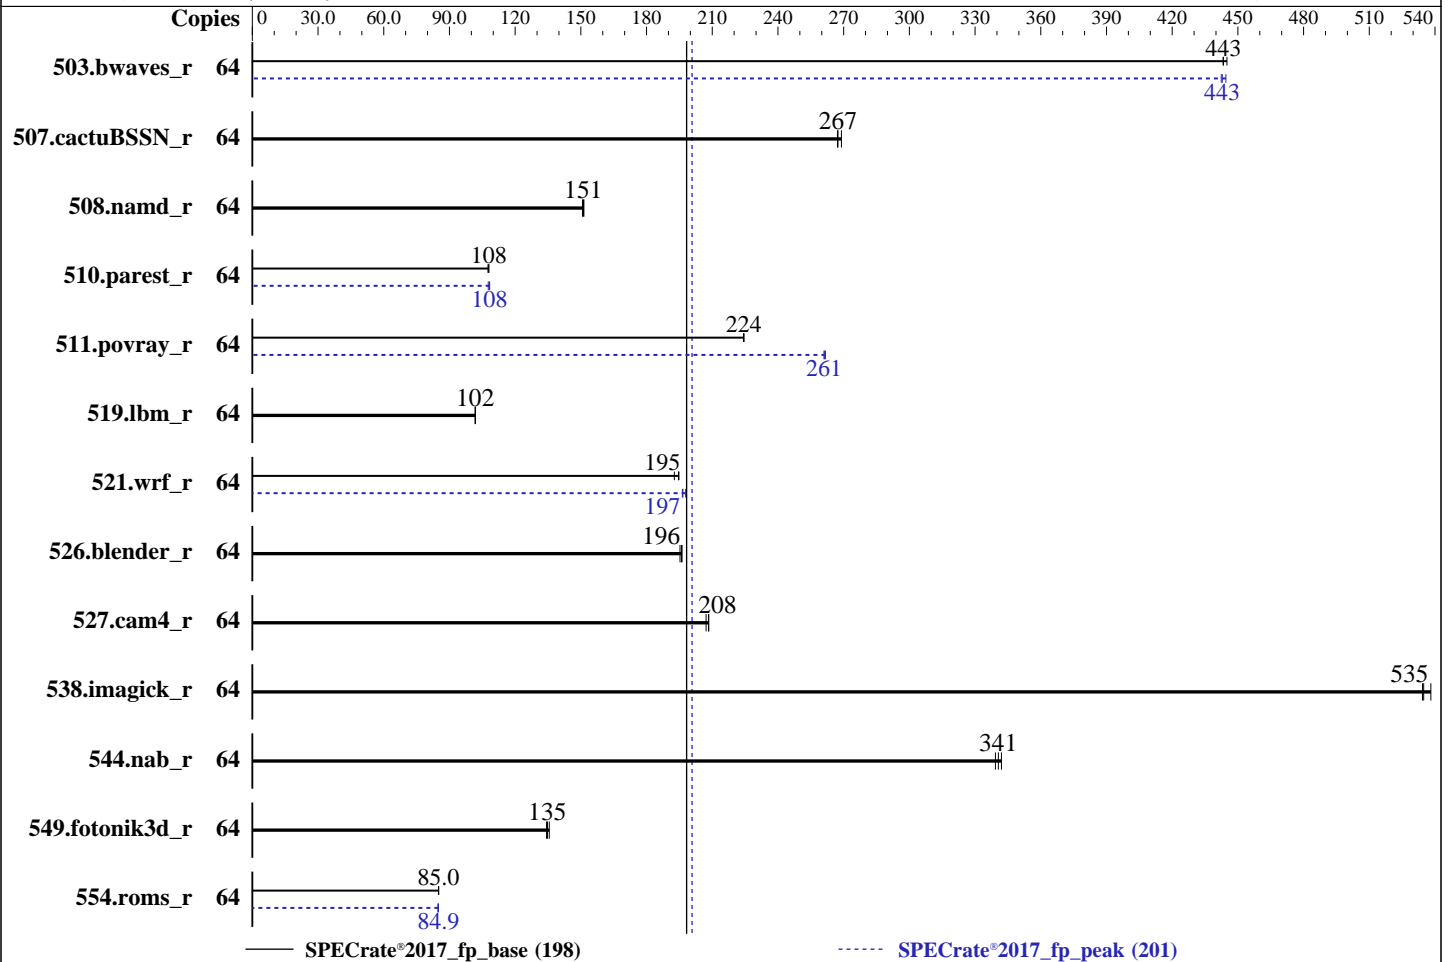 Copies 0 30.0 60.0 90.0 120 150 180 210 240 270 300 330 360 390 420 450 480 510 540
503.bwaves_r 64 443
443
507.cactuBSSN_r 64 267
508.namd_r 64 151
510.parest_r 64 108
108
511.povray_r 64 224
261
519.lbm_r 64 102
521.wrf_r 64 195
197
526.blender_r 64 196
527.cam4_r 64 208
538.imagick_r 64 535
544.nab_r 64 341
549.fotonik3d_r 64 135
554.roms_r 64 85.0
84.9
SPECrate®2017_fp_base (198) SPECrate®2017_fp_peak (201)